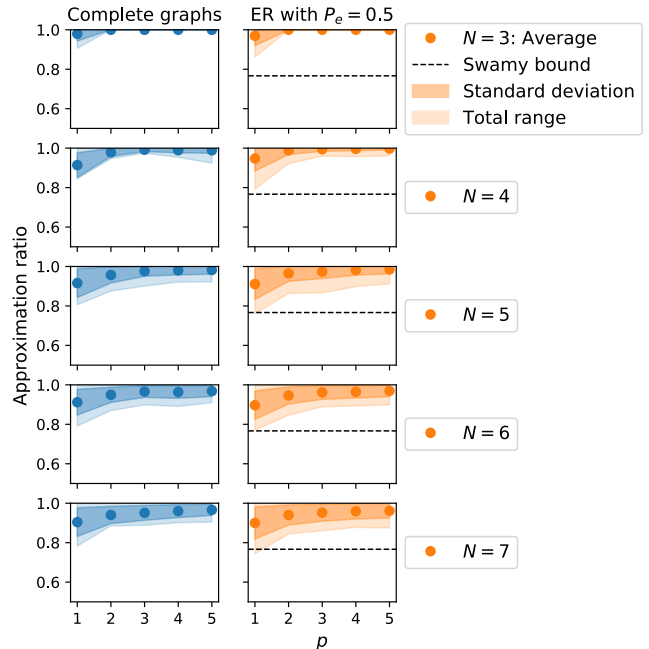 Complete graphs
ER with Pₑ = 0.5
1.0
0.8
0.6
N = 3: Average
Swamy bound
Standard deviation
Total range
1.0
0.8
0.6
N = 4
1.0
0.8
0.6
N = 5
1.0
0.8
0.6
N = 6
1.0
0.8
0.6
N = 7
Approximation ratio
1 2 3 4 5
1 2 3 4 5
p